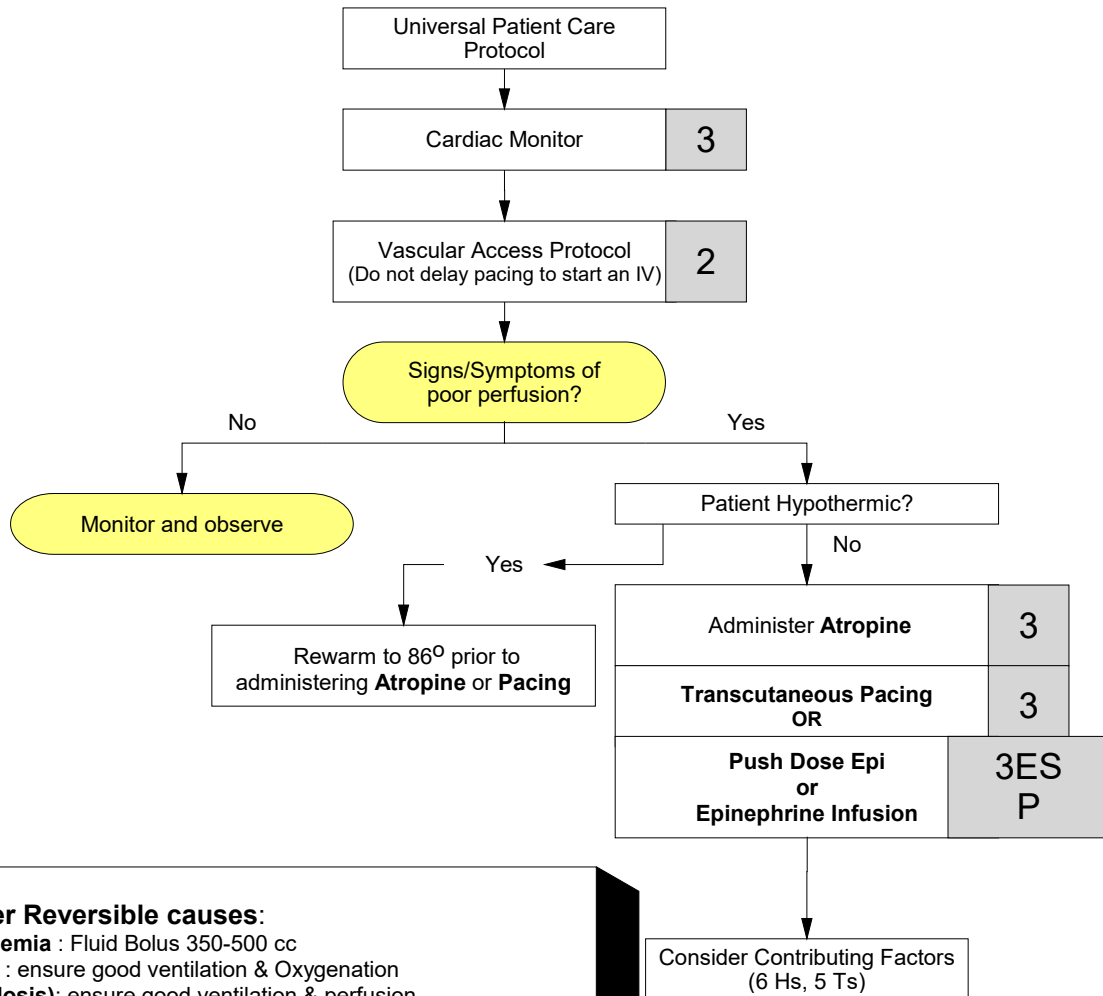 Universal Patient Care
Protocol
Cardiac Monitor
3
Vascular Access Protocol
(Do not delay pacing to start an IV)
2
Signs/Symptoms of
poor perfusion?
No
Yes
Monitor and observe
Patient Hypothermic?
Yes
No
Rewarm to 86º prior to
administering Atropine or Pacing
Administer Atropine
3
Transcutaneous Pacing
OR
3
Push Dose Epi
or
Epinephrine Infusion
3ES
P
Consider Contributing Factors
(6 Hs, 5 Ts)
Reversible causes:
: Fluid Bolus 350-500 cc
: ensure good ventilation & Oxygenation
: ensure good ventilation & perfusion